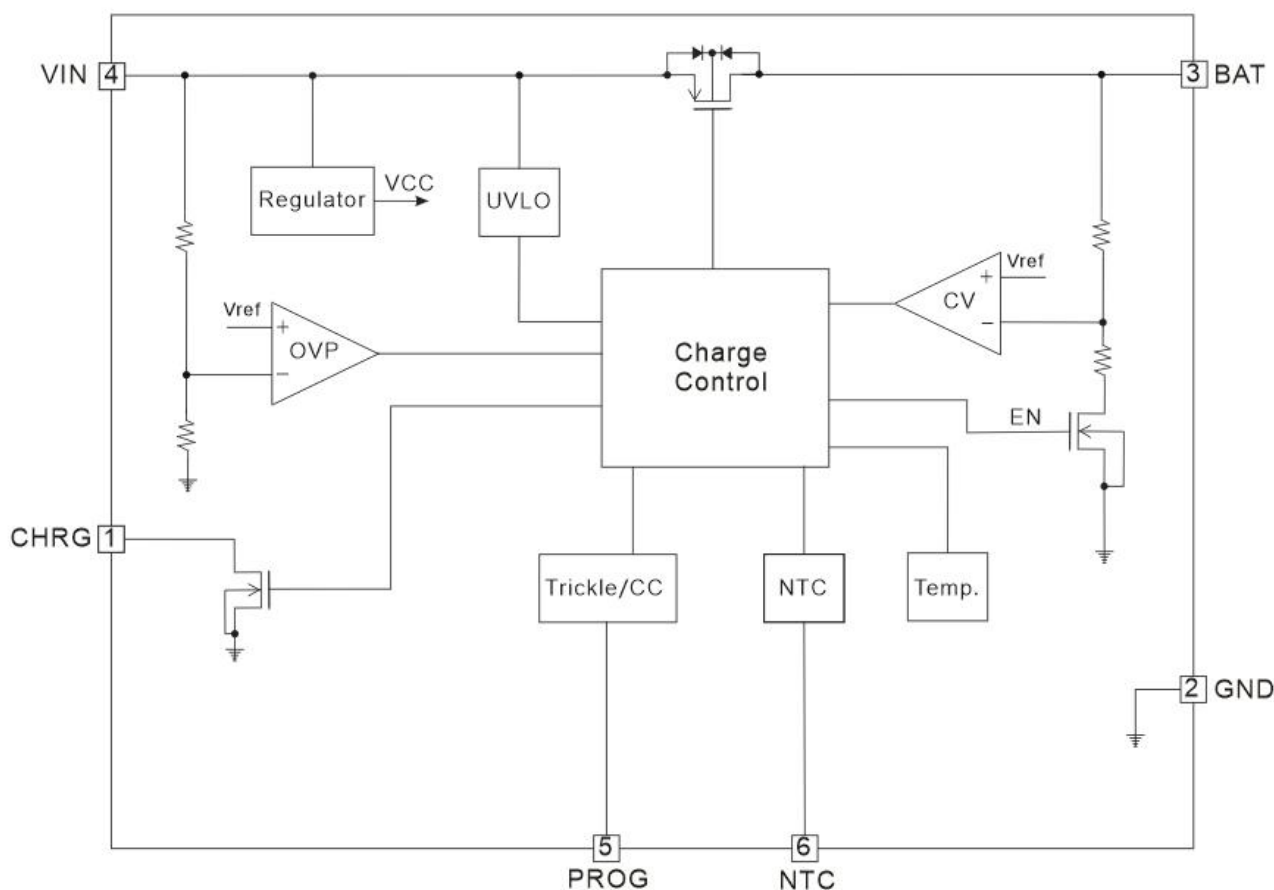 VIN 4
3 BAT
Regulator
VCC
UVLO
Vref
+
OVP
−
Charge
Control
Vref
+
CV
−
EN
CHRG 1
Trickle/CC
NTC
Temp.
2 GND
5
PROG
6
NTC